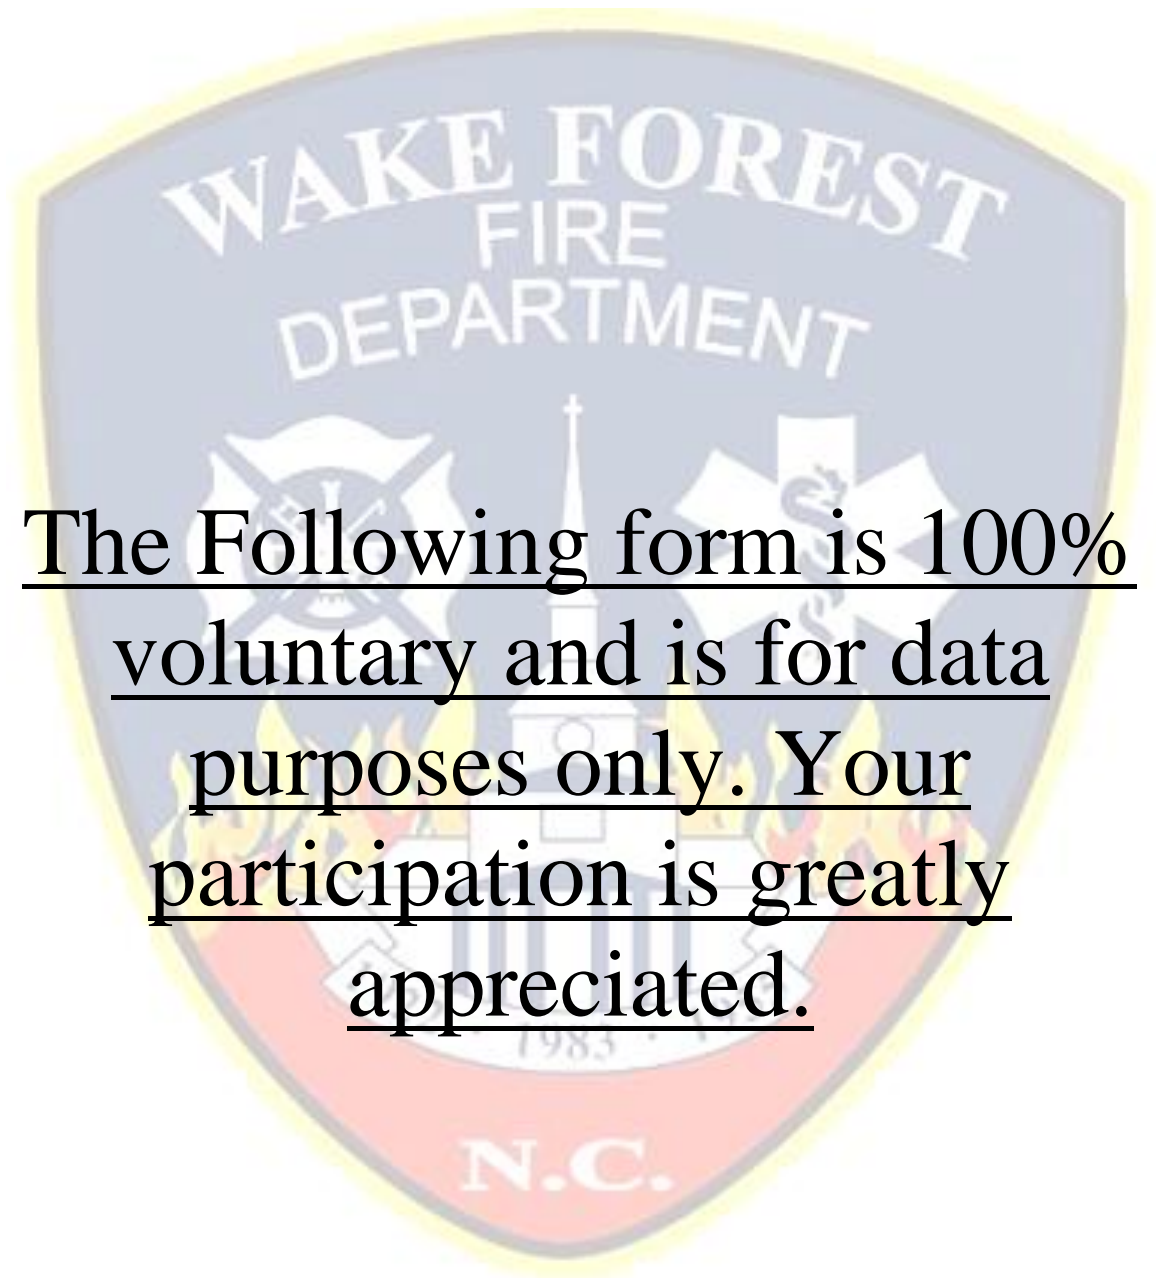 WAKE FOREST
FIRE
DEPARTMENT
The Following form is 100%
voluntary and is for data
purposes only. Your
participation is greatly
appreciated.
1983
N.C.